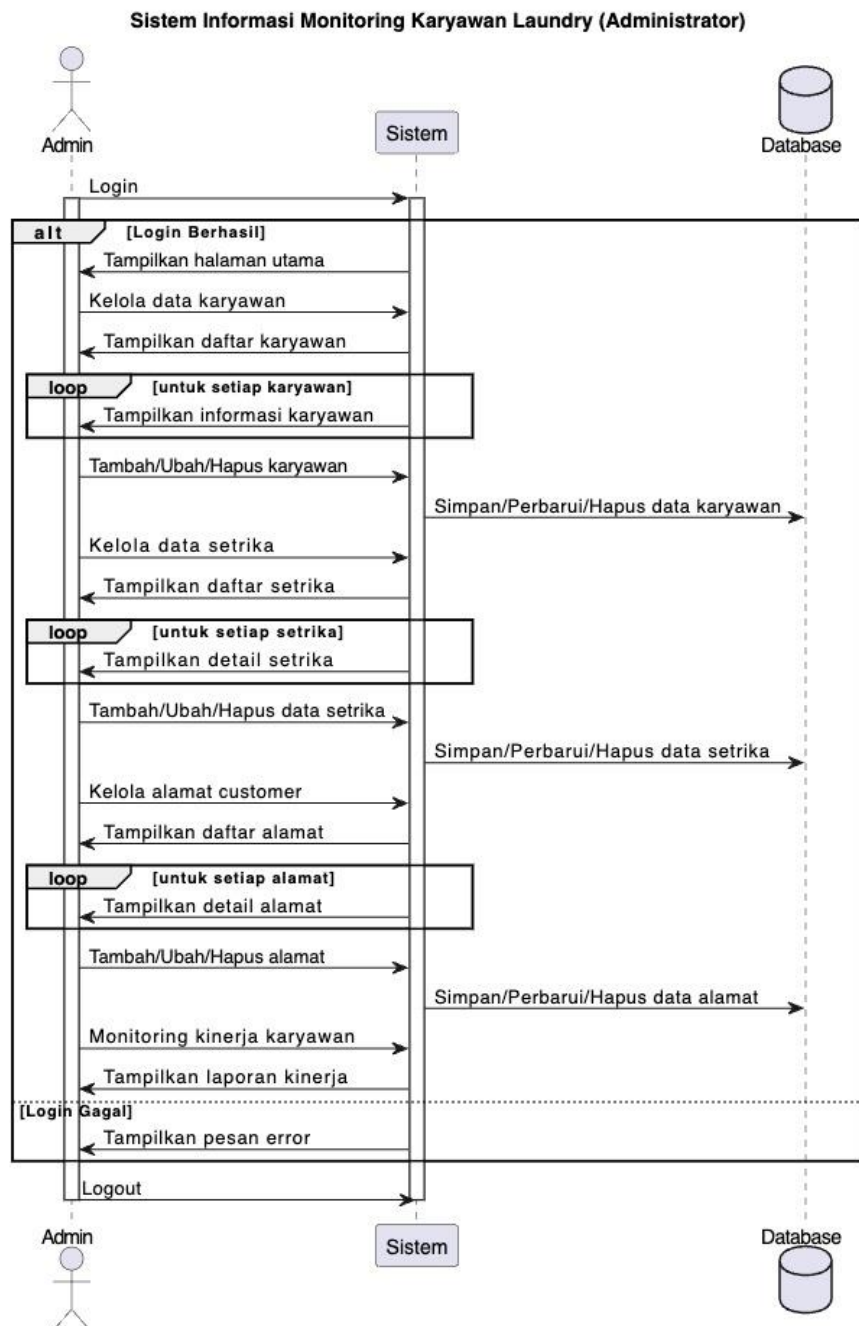 Sistem Informasi Monitoring Karyawan Laundry (Administrator)
Admin
Sistem
Database
Login
alt [Login Berhasil]
Tampilkan halaman utama
Kelola data karyawan
Tampilkan daftar karyawan
loop [untuk setiap karyawan]
Tampilkan informasi karyawan
Tambah/Ubah/Hapus karyawan
Simpan/Perbarui/Hapus data karyawan
Kelola data setrika
Tampilkan daftar setrika
loop [untuk setiap setrika]
Tampilkan detail setrika
Tambah/Ubah/Hapus data setrika
Simpan/Perbarui/Hapus data setrika
Kelola alamat customer
Tampilkan daftar alamat
loop [untuk setiap alamat]
Tampilkan detail alamat
Tambah/Ubah/Hapus alamat
Simpan/Perbarui/Hapus data alamat
Monitoring kinerja karyawan
Tampilkan laporan kinerja
[Login Gagal]
Tampilkan pesan error
Logout
Admin
Sistem
Database